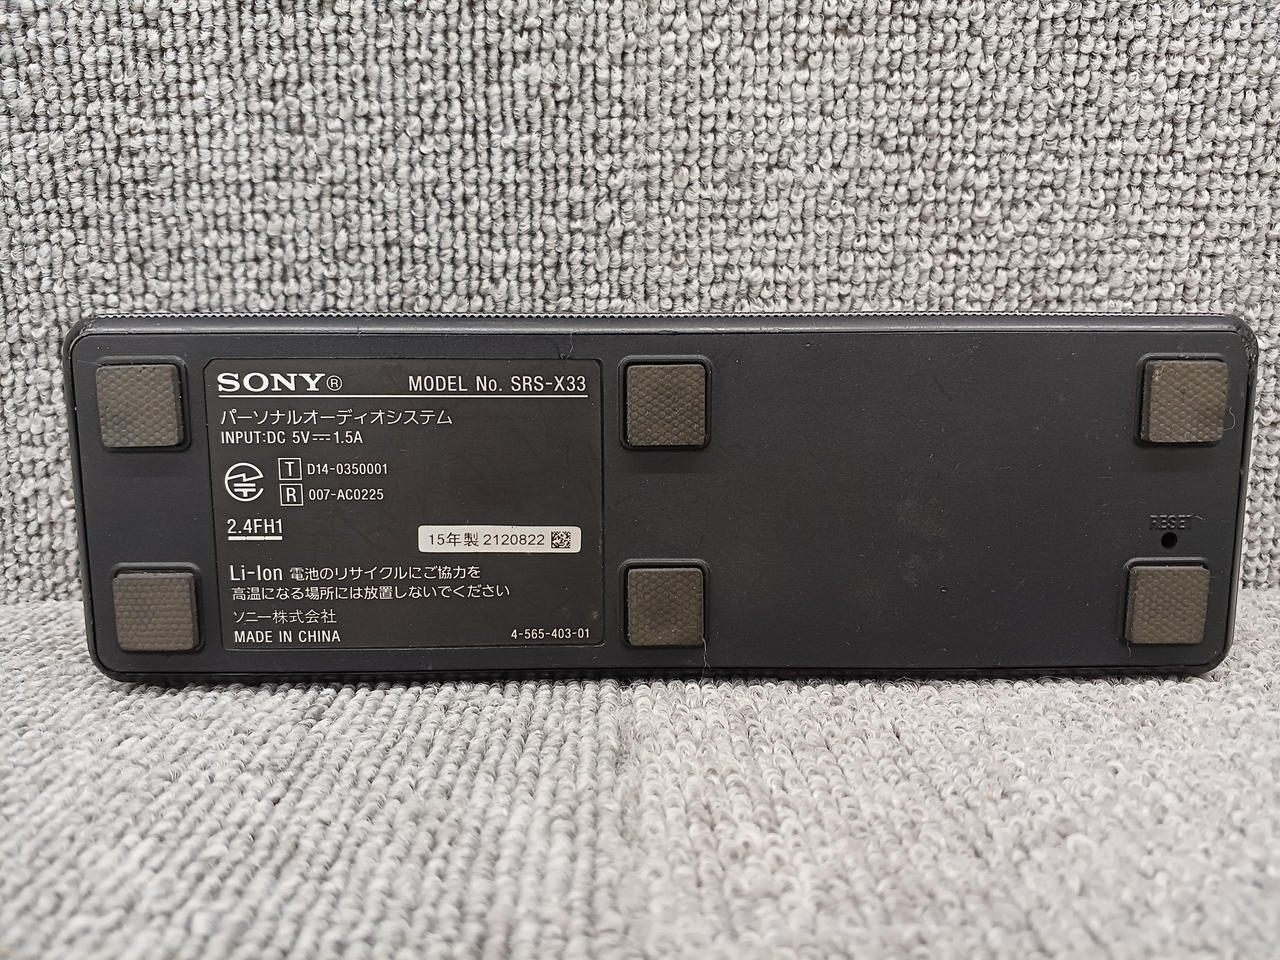 SONY® MODEL No. SRS-X33
パーソナルオーディオシステム
INPUT:DC 5V⎓1.5A
T D14-0350001
R 007-AC0225
2.4FH1
15年製 2120822
Li-Ion 電池のリサイクルにご協力を
高温になる場所には放置しないでください
ソニー株式会社
MADE IN CHINA 4-565-403-01
RESET